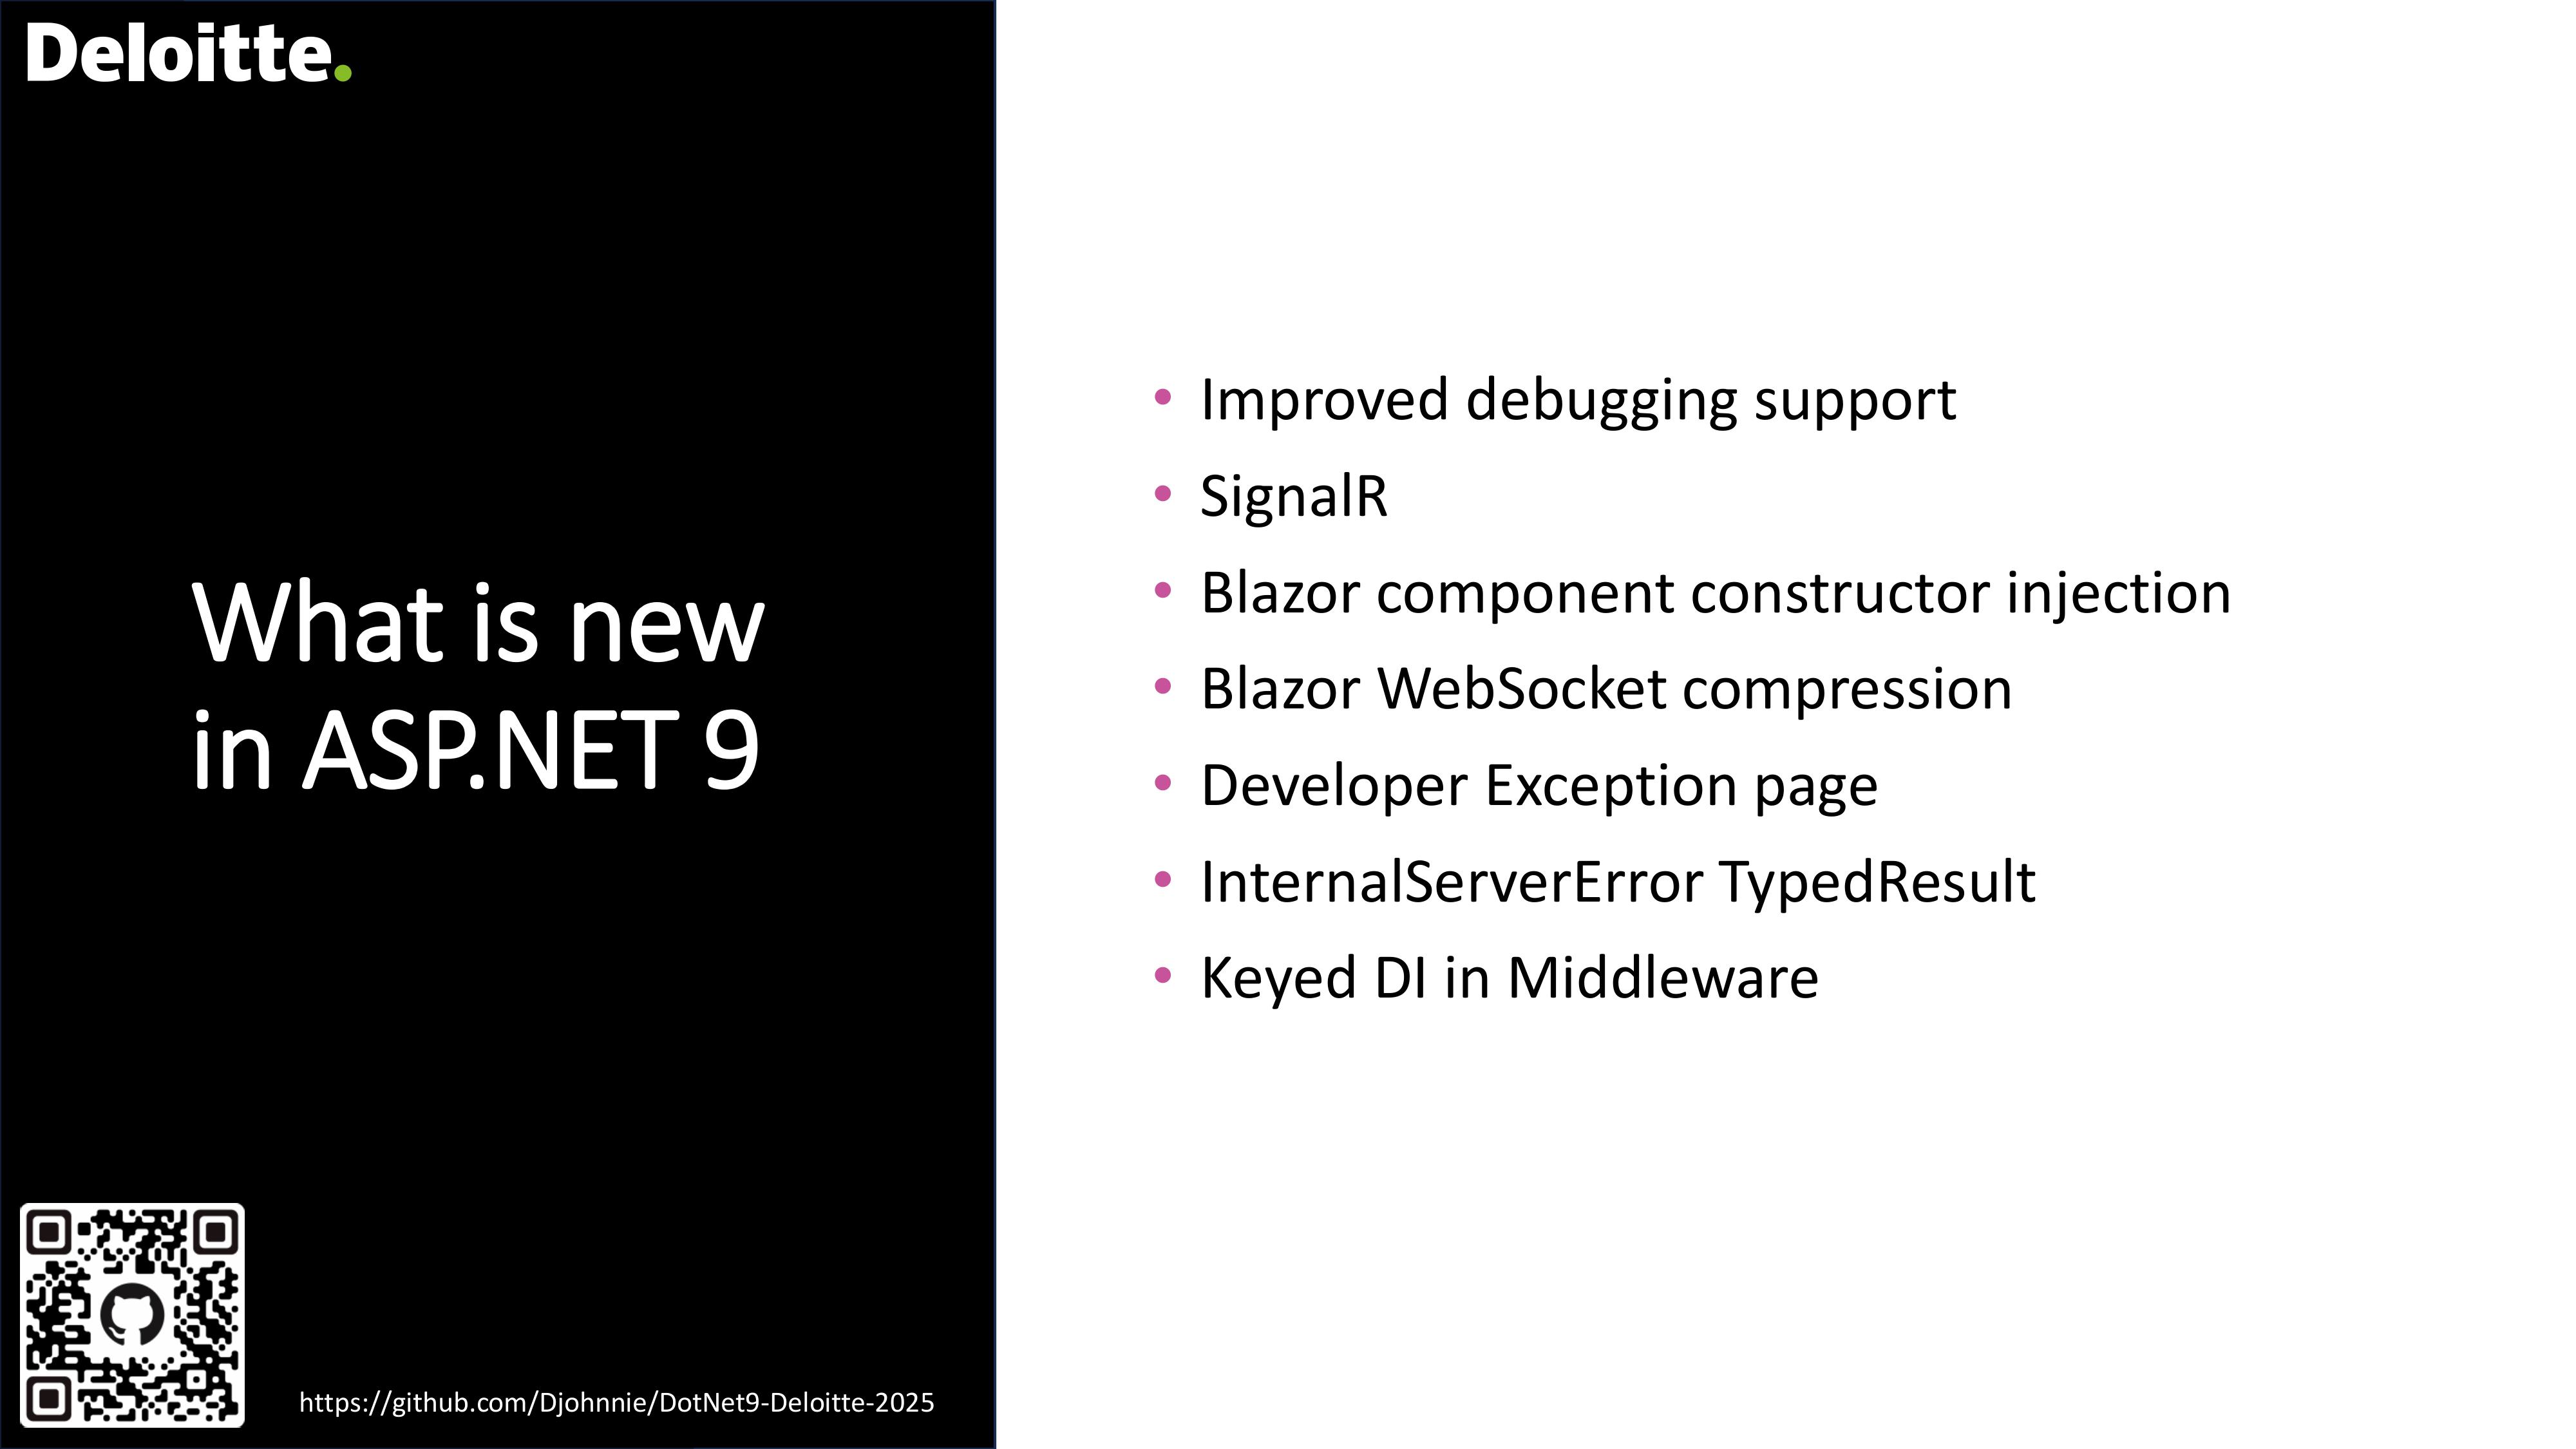 Deloitte.
What is new
in ASP.NET 9
https://github.com/Djohnnie/DotNet9-Deloitte-2025
• Improved debugging support
• SignalR
• Blazor component constructor injection
• Blazor WebSocket compression
• Developer Exception page
• InternalServerError TypedResult
• Keyed DI in Middleware